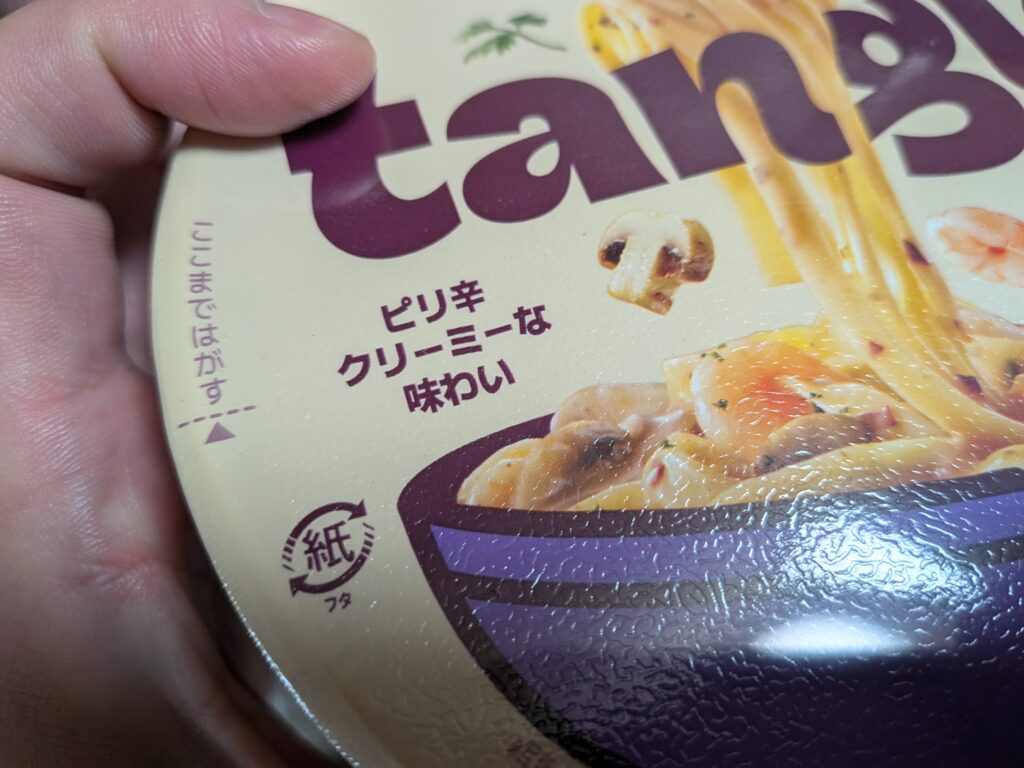 tang
ピリ辛
クリーミーな
味わい
ここまではがす
紙
フタ